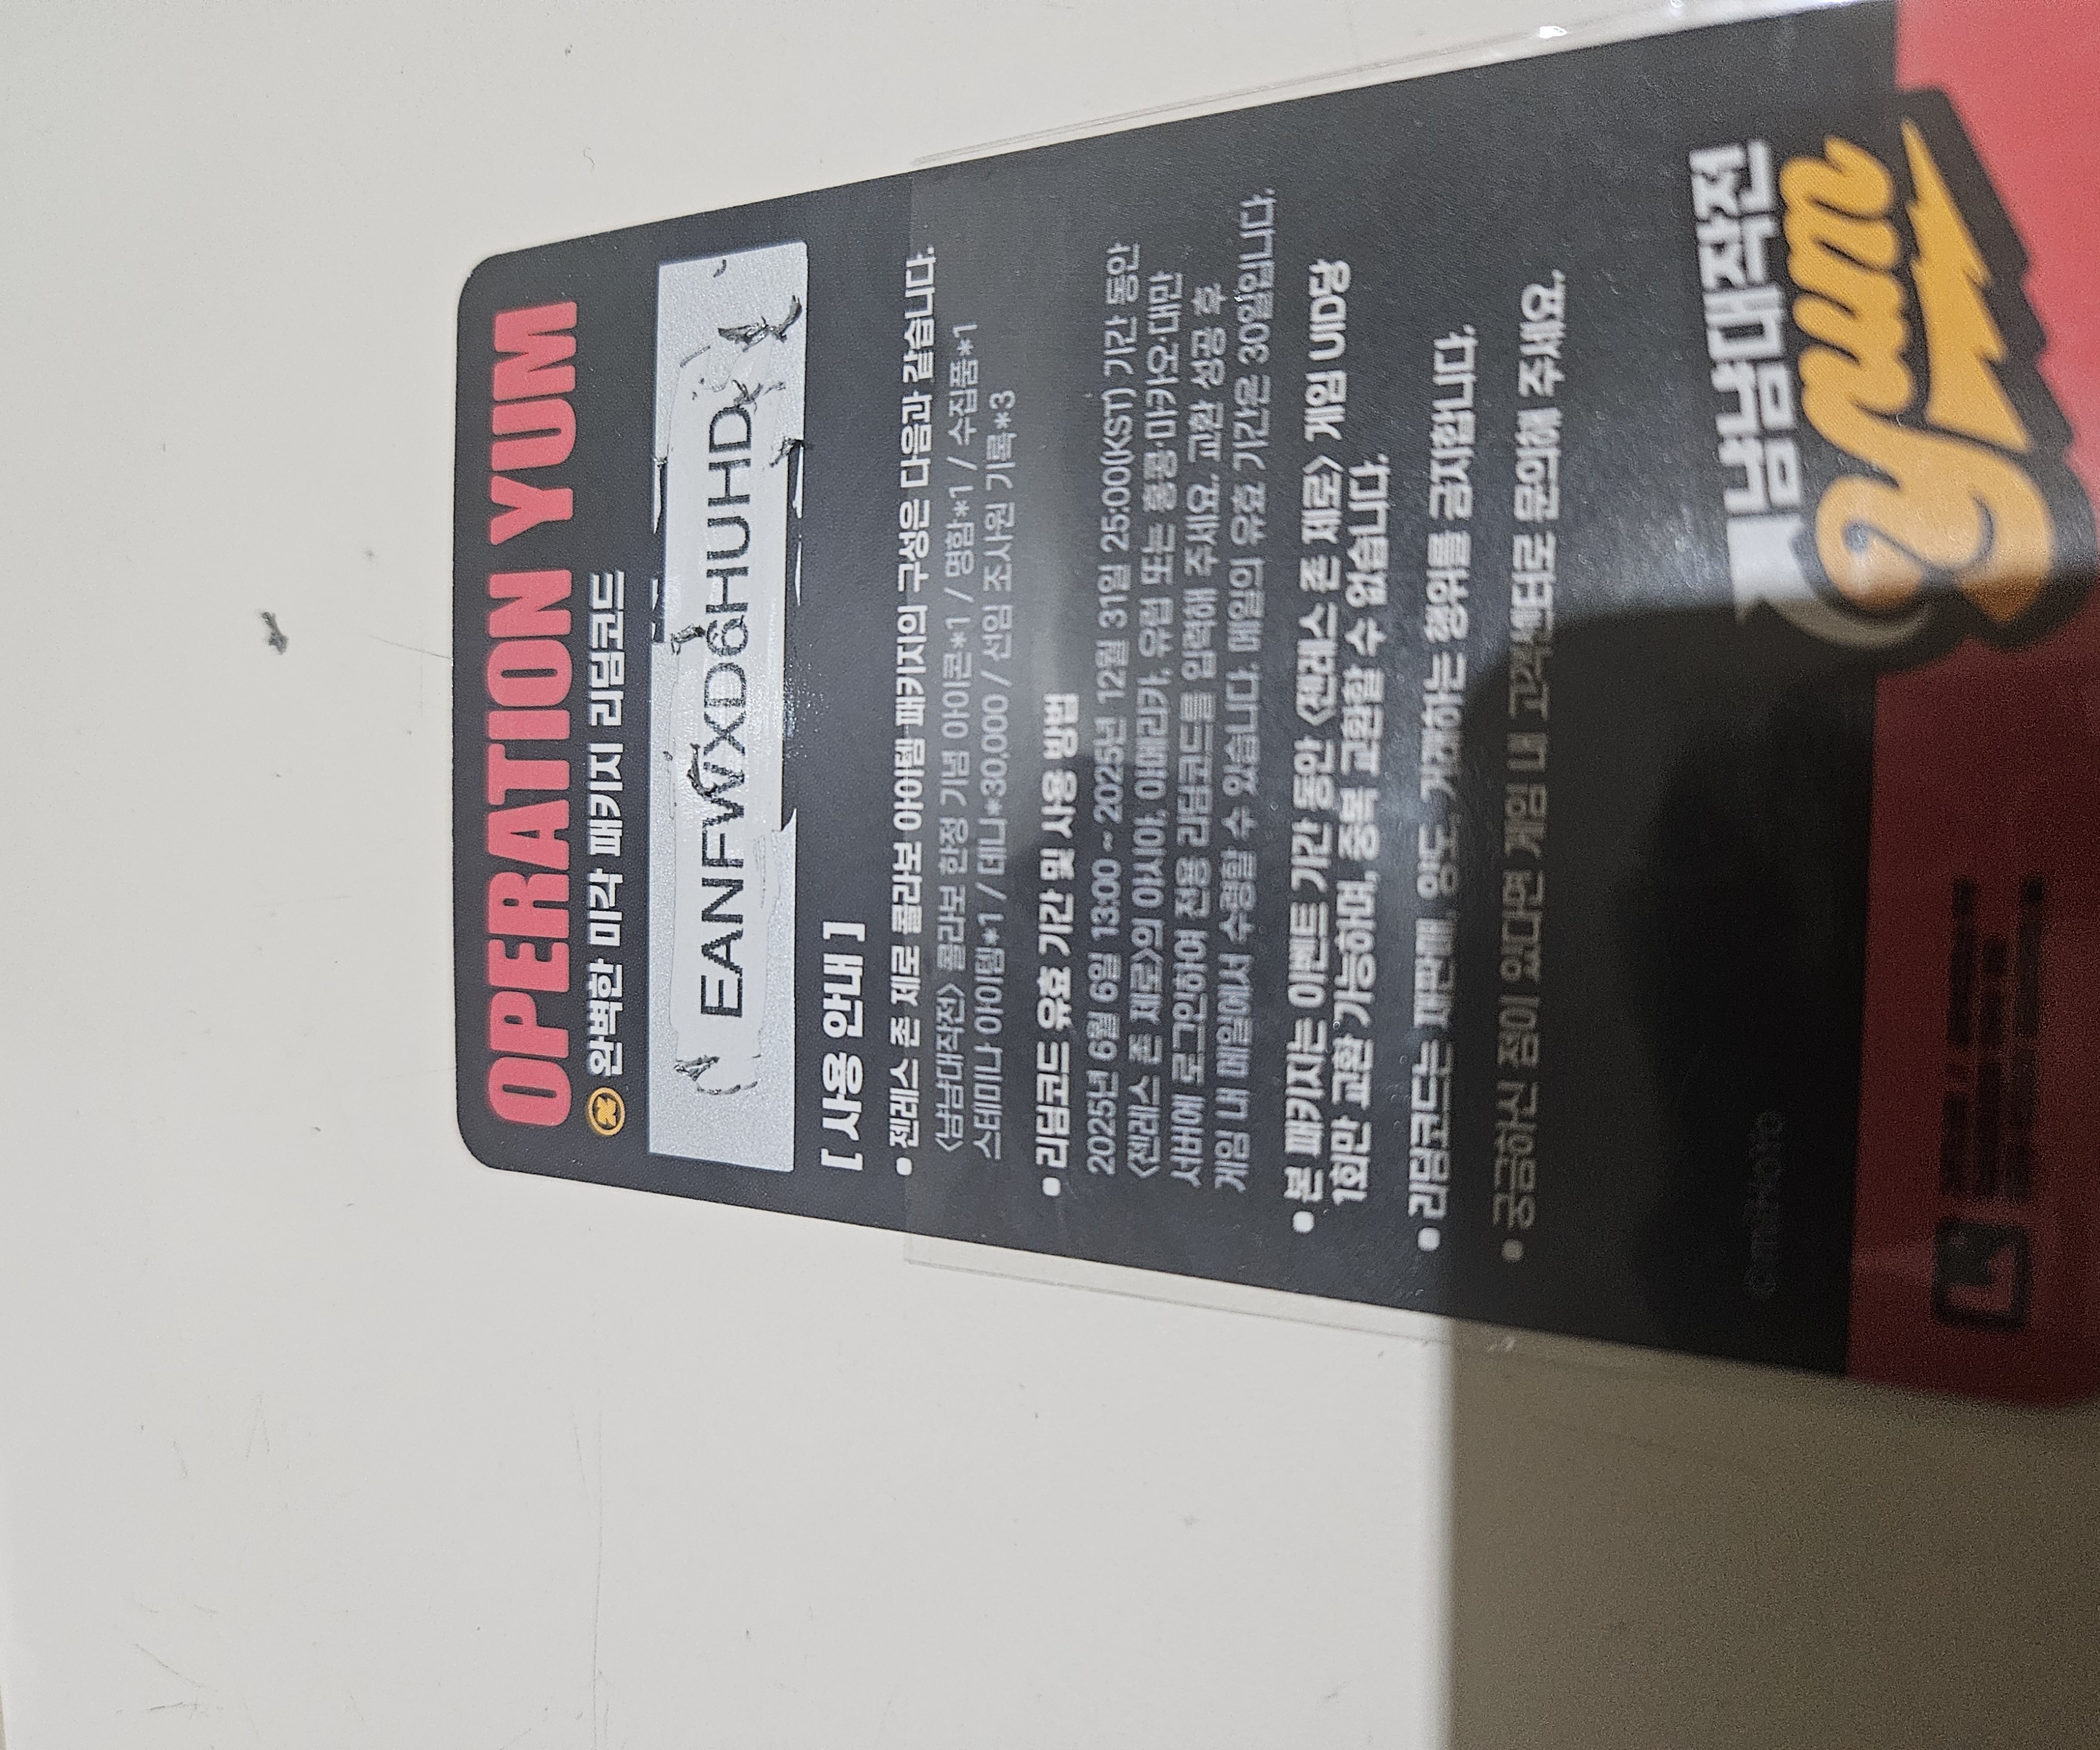 OPERATION YUM
완벽한 미각 패키지 리딤코드
EANFWXD6HUHD
[ 사용 안내 ]
• 젠레스 존 제로 콜라보 아이템 패키지의 구성은 다음과 같습니다.
<냠냠대작전> 콜라보 한정 기념 아이콘*1 / 명함*1 / 수집품*1
스테미나 아이템*1 / 데니*30,000 / 선임 조사원 기록*3
• 리딤코드 유효 기간 및 사용 방법
2025년 6월 6일 13:00 ~ 2025년 12월 31일 25:00(KST) 기간 동안
<젠레스 존 제로>의 아시아, 아메리카, 유럽 또는 홍콩·마카오·대만
서버에 로그인하여 전용 리딤코드를 입력해 주세요. 교환 성공 후
게임 내 메일에서 수령할 수 있습니다. 메일의 유효 기간은 30일입니다.
• 본 패키지는 이벤트 기간 동안 <젠레스 존 제로> 게임 UID당
1회만 교환 가능하며, 중복 교환할 수 없습니다.
• 리딤코드는 재판매, 양도, 거래하는 행위를 금지합니다.
• 궁금하신 점이 있다면 게임 내 고객센터로 문의해 주세요.
냠냠대작전
yum